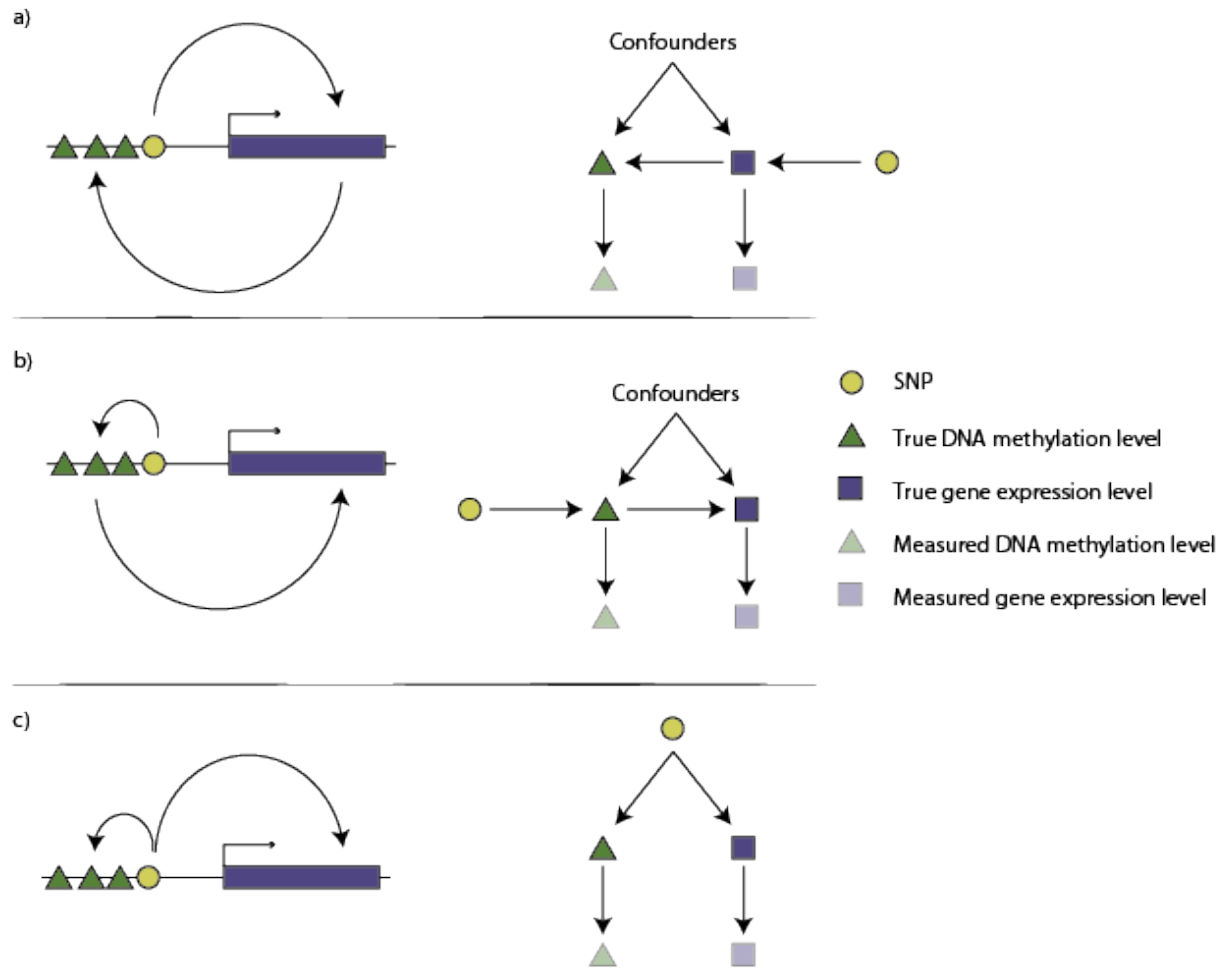 a)
Confounders
b)
Confounders
SNP
True DNA methylation level
True gene expression level
Measured DNA methylation level
Measured gene expression level
c)